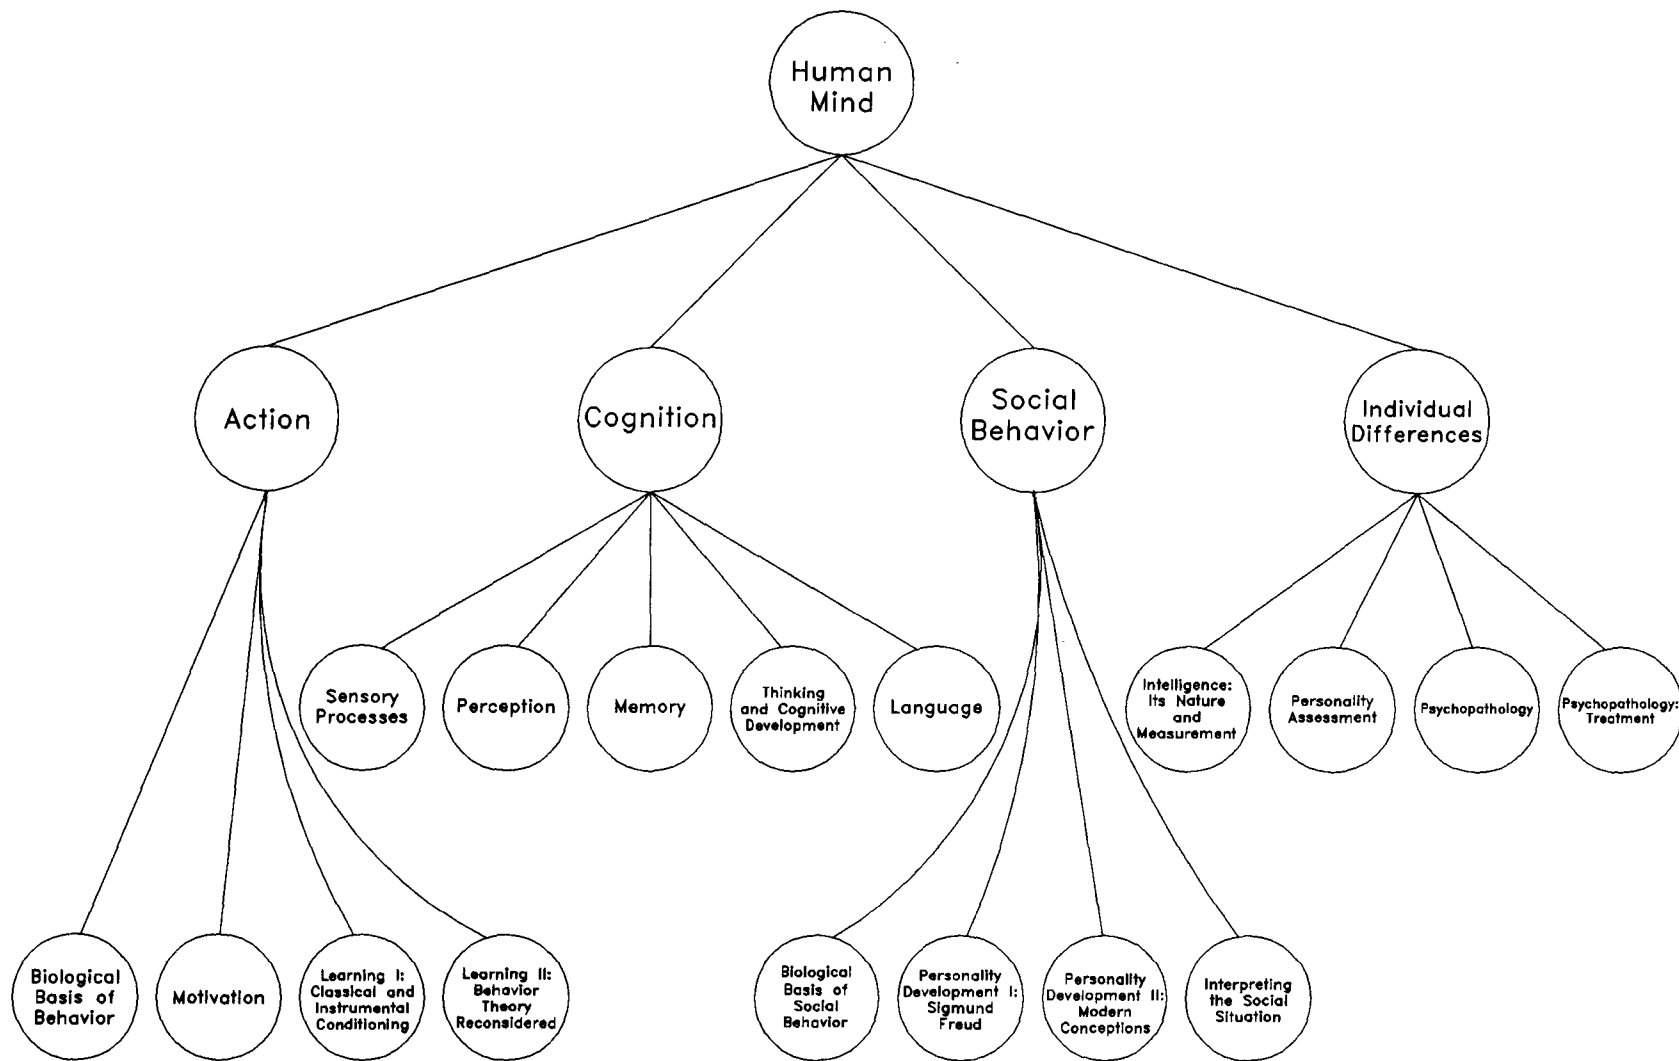 Human
Mind
Action
Cognition
Social
Behavior
Individual
Differences
Sensory
Processes
Perception
Memory
Thinking
and Cognitive
Development
Language
Intelligence:
Its Nature
and
Measurement
Personality
Assessment
Psychopathology
Psychopathology:
Treatment
Biological
Basis of
Behavior
Motivation
Learning I:
Classical and
Instrumental
Conditioning
Learning II:
Behavior
Theory
Reconsidered
Biological
Basis of
Social
Behavior
Personality
Development I:
Sigmund
Freud
Personality
Development II:
Modern
Conceptions
Interpreting
the Social
Situation